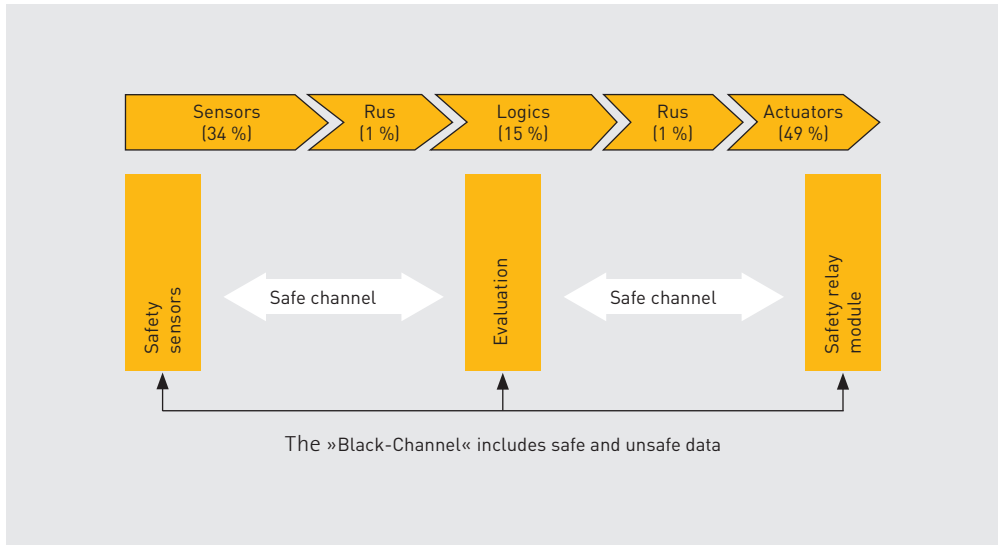 Sensors
(34 %)
Rus
(1 %)
Logics
(15 %)
Rus
(1 %)
Actuators
(49 %)
Safety
sensors
Safe channel
Evaluation
Safe channel
Safety relay
module
The »Black-Channel« includes safe and unsafe data